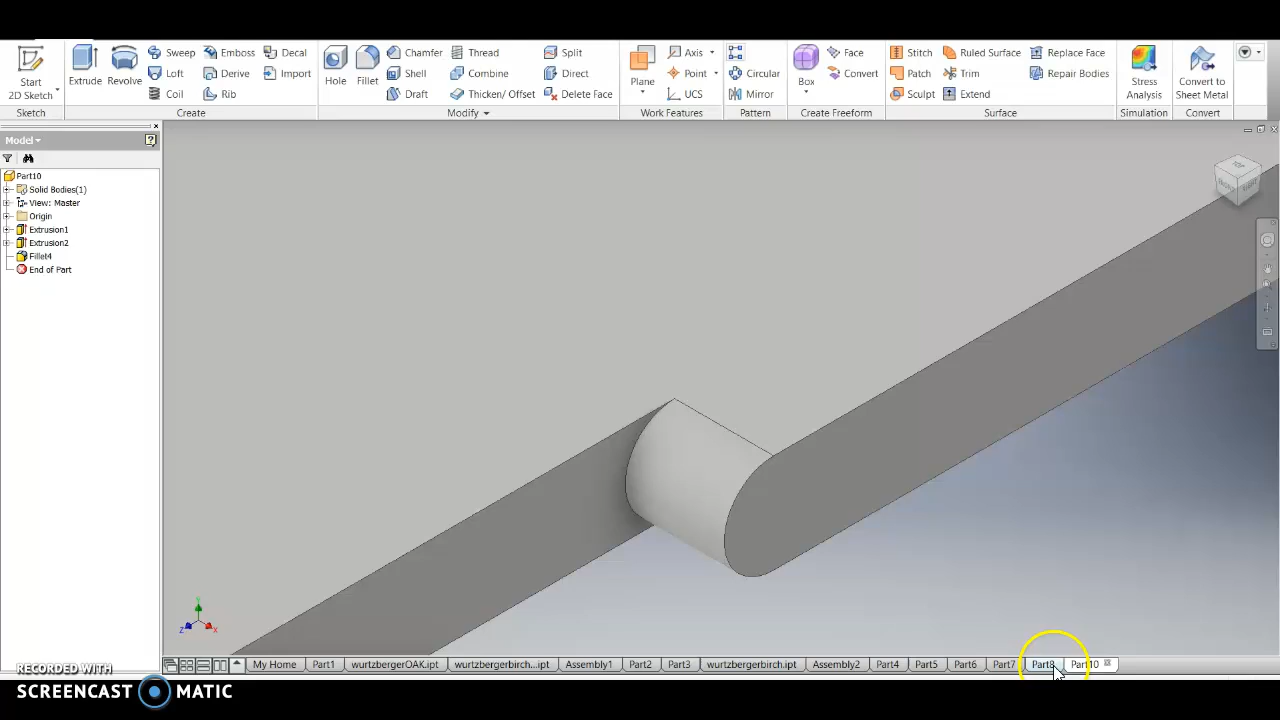 Start
2D Sketch
Sketch
Extrude
Revolve
Sweep
Loft
Coil
Emboss
Derive
Rib
Decal
Import
Create
Hole
Fillet
Chamfer
Shell
Draft
Thread
Combine
Thicken/ Offset
Split
Direct
Delete Face
Modify
Plane
Axis
Point
UCS
Work Features
Circular
Mirror
Pattern
Box
Face
Convert
Create Freeform
Stitch
Patch
Sculpt
Ruled Surface
Trim
Extend
Replace Face
Repair Bodies
Surface
Stress
Analysis
Simulation
Convert to
Sheet Metal
Convert
Model
Part10
Solid Bodies(1)
View: Master
Origin
Extrusion1
Extrusion2
Fillet4
End of Part
My Home Part1 wurtzbergerOAK.ipt wurtzbergerbirch...ipt Assembly1 Part2 Part3 wurtzbergerbirch.ipt Assembly2 Part4 Part5 Part6 Part7 Part8 Part10
RECORDED WITH
SCREENCAST MATIC